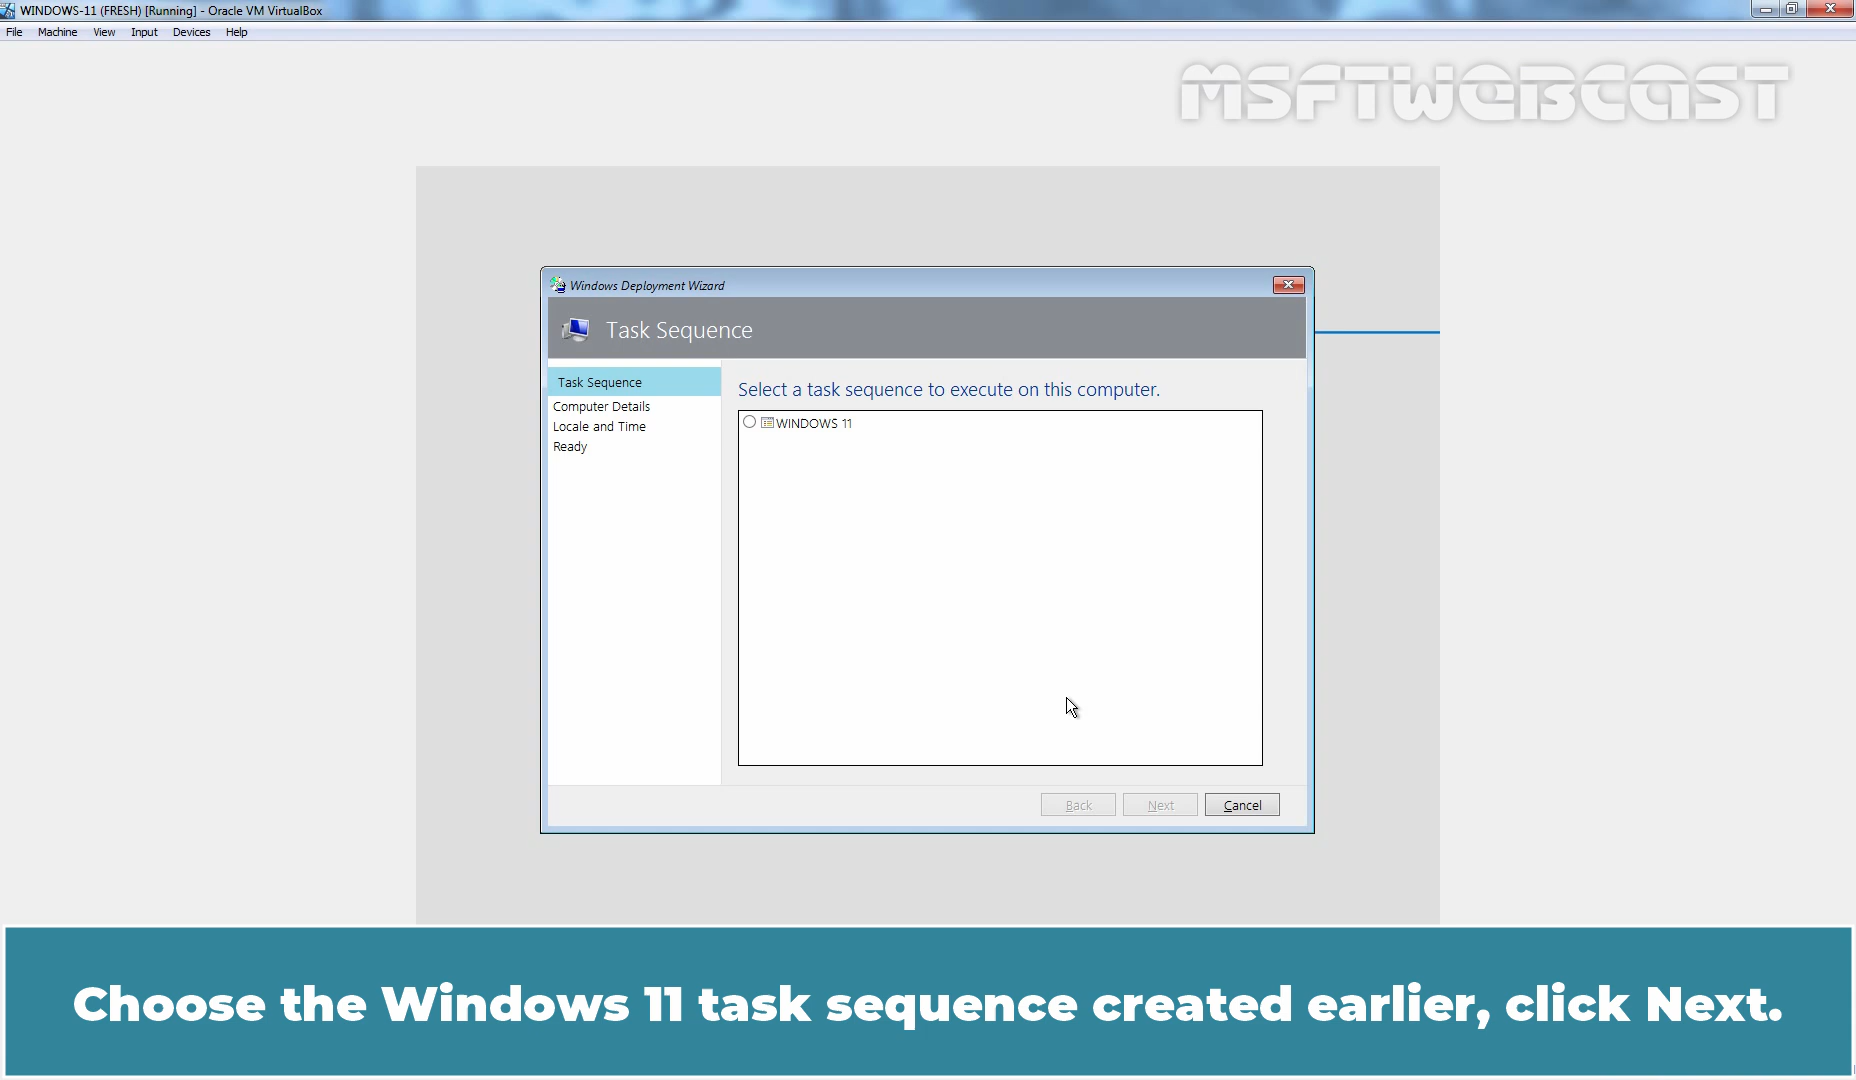 WINDOWS-11 (FRESH) [Running] - Oracle VM VirtualBox
File Machine View Input Devices Help
MSFTWEBCAST
Windows Deployment Wizard
Task Sequence
Task Sequence
Computer Details
Locale and Time
Ready
Select a task sequence to execute on this computer.
WINDOWS 11
Back Next Cancel
Choose the Windows 11 task sequence created earlier, click Next.